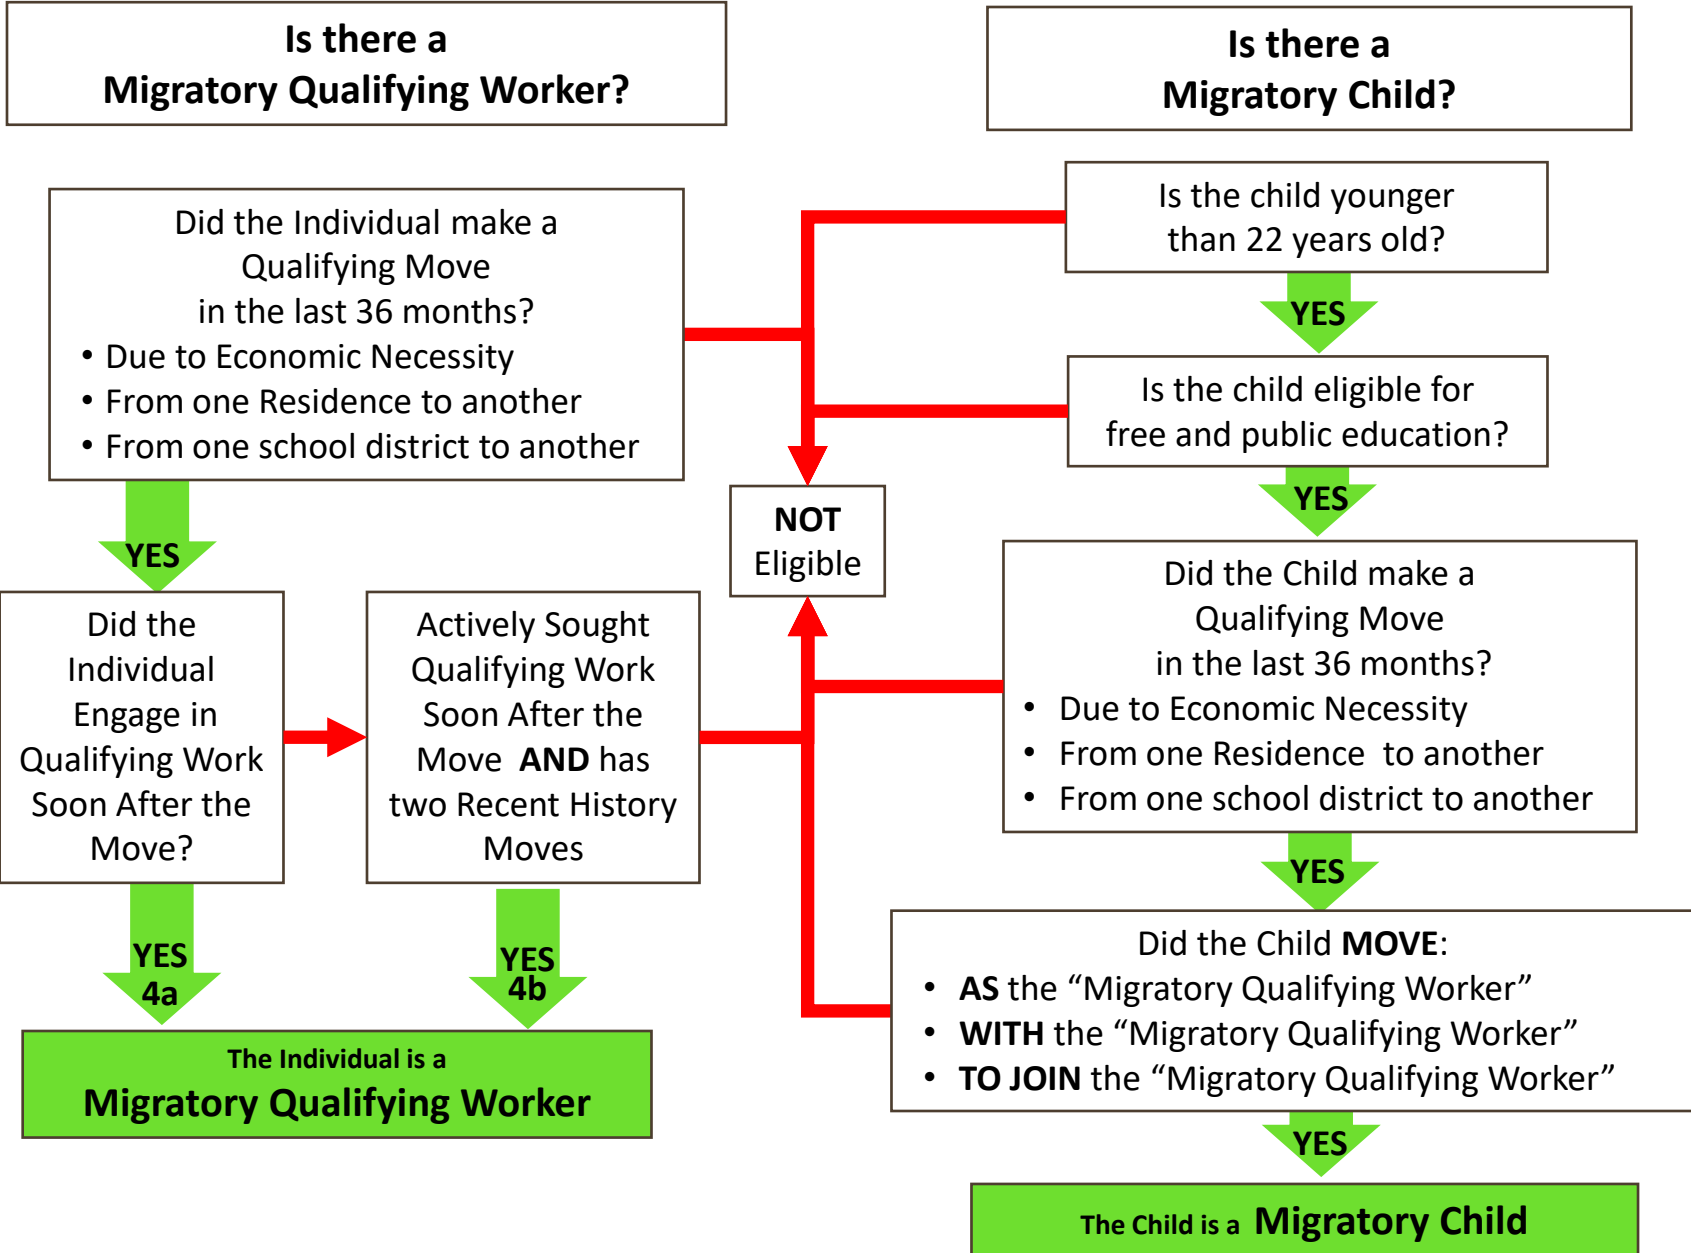 Is there a
Migratory Qualifying Worker?
Did the Individual make a
Qualifying Move
in the last 36 months?
• Due to Economic Necessity
• From one Residence to another
• From one school district to another
YES
Did the
Individual
Engage in
Qualifying Work
Soon After the
Move?
Actively Sought
Qualifying Work
Soon After the
Move AND has
two Recent History
Moves
YES
4a
YES
4b
The Individual is a
Migratory Qualifying Worker
NOT
Eligible
Is there a
Migratory Child?
Is the child younger
than 22 years old?
YES
Is the child eligible for
free and public education?
YES
Did the Child make a
Qualifying Move
in the last 36 months?
• Due to Economic Necessity
• From one Residence to another
• From one school district to another
YES
Did the Child MOVE:
• AS the “Migratory Qualifying Worker”
• WITH the “Migratory Qualifying Worker”
• TO JOIN the “Migratory Qualifying Worker”
YES
The Child is a Migratory Child